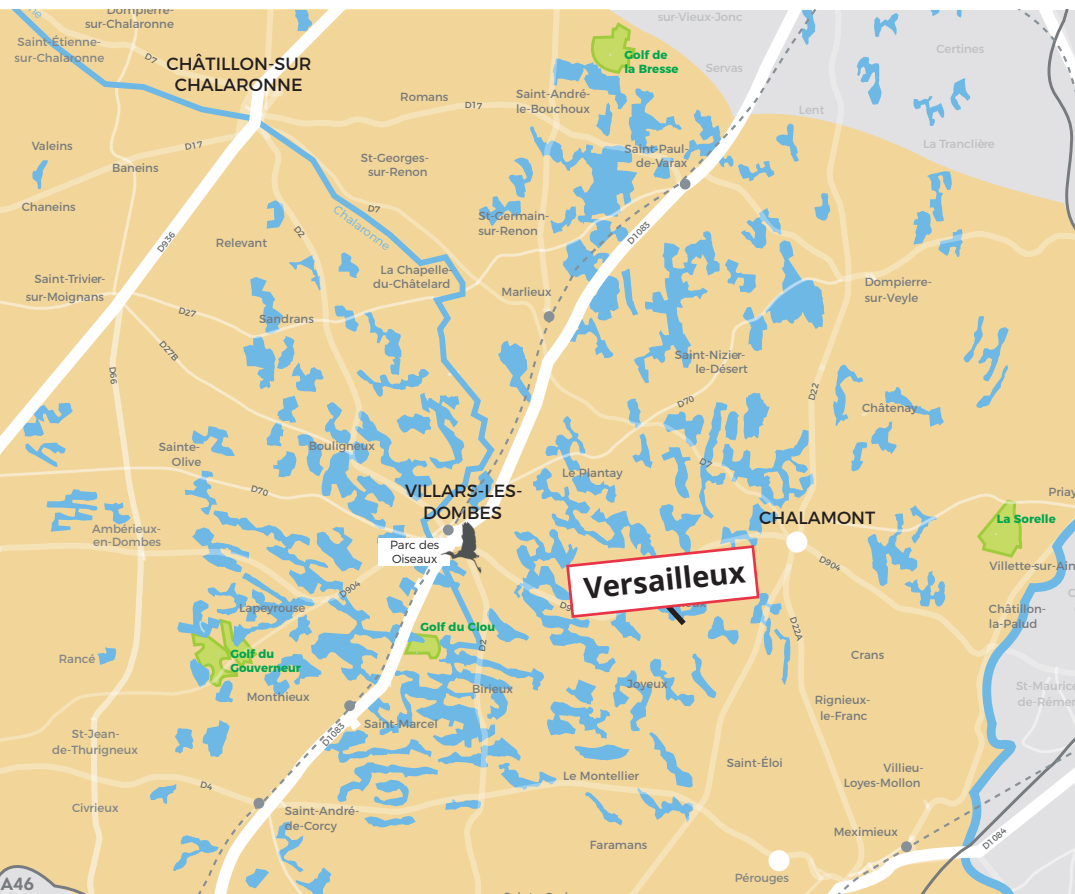 Dompierre-
sur-Chalaronne
sur-Vieux-Jonc
Saint-Étienne-
sur-Chalaronne
D7
CHÂTILLON-SUR
CHALARONNE
Golf de
la Bresse
Servas
Certines
Romans
D17
Saint-André-
le-Bouchoux
Lent
La Tranclière
Valeins
D17
Baneins
St-Georges-
sur-Renon
Saint-Paul-
de-Varax
Chaneins
D7
Chalaronne
D2
D936
Relevant
St-Germain-
sur-Renon
D1083
Saint-Trivier-
sur-Moignans
La Chapelle-
du-Châtelard
Marlieux
Dompierre-
sur-Veyle
D27
Sandrans
D27B
D66
Saint-Nizier-
le-Désert
D22
D70
Châtenay
Sainte-
Olive
Bouligneux
D7
Le Plantay
D70
VILLARS-LES-
DOMBES
CHALAMONT
Priay
La Sorelle
Ambérieux-
en-Dombes
Parc des
Oiseaux
Versailleux
D904
Villette-sur-Ain
D904
Lapeyrouse
Châtillon-
la-Palud
Golf du Clou
D22A
D2
Rancé
Golf du
Gouverneur
Crans
Monthieux
Birieux
Joyeux
St-Maurice
de-Rémen
Rignieux-
le-Franc
Saint-Marcel
D1083
St-Jean-
de-Thurigneux
Saint-Éloi
Le Montellier
Villieu-
Loyes-Mollon
D4
Civrieux
Saint-André-
de-Corcy
Meximieux
D1084
Faramans
Pérouges
A46